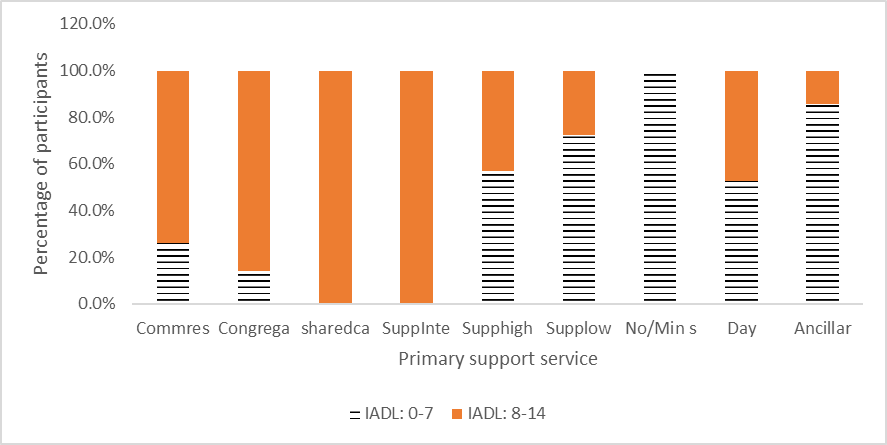 120.0%
100.0%
80.0%
60.0%
40.0%
20.0%
0.0%
Percentage of participants
Commres Congrega sharedca SuppInte Supphigh Supplow No/Min s Day Ancillar
Primary support service
IADL: 0-7 IADL: 8-14